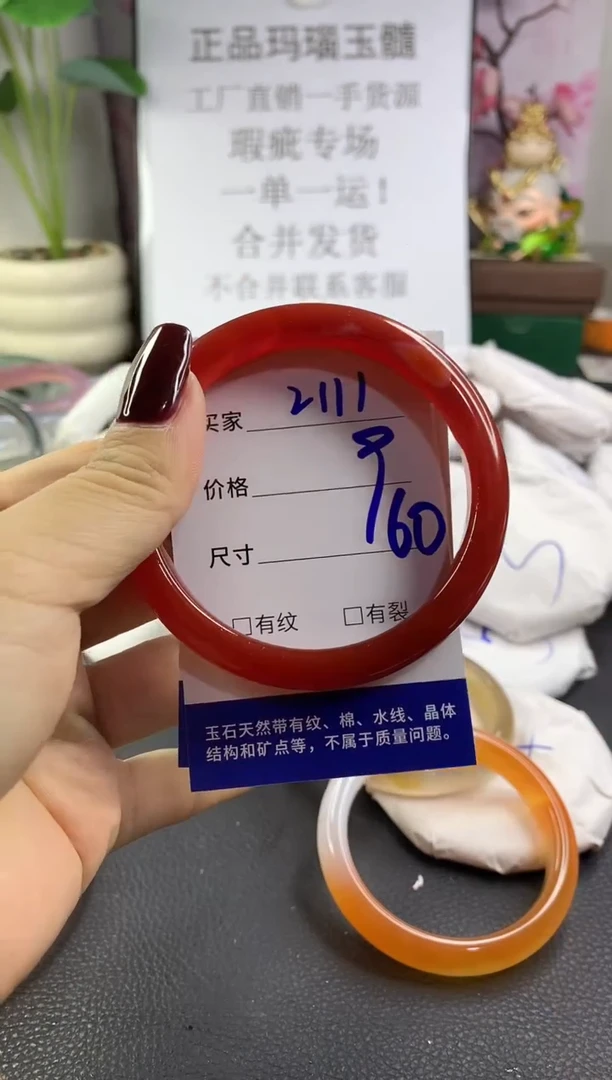 正品玛瑙玉髓
工厂直销一手货源
瑕疵专场
一单一运!
合并发货
不合并联系客服
买家 2111
价格
尺寸 60
□有纹 □有裂
玉石天然带有纹、棉、水线、晶体
结构和矿点等，不属于质量问题。